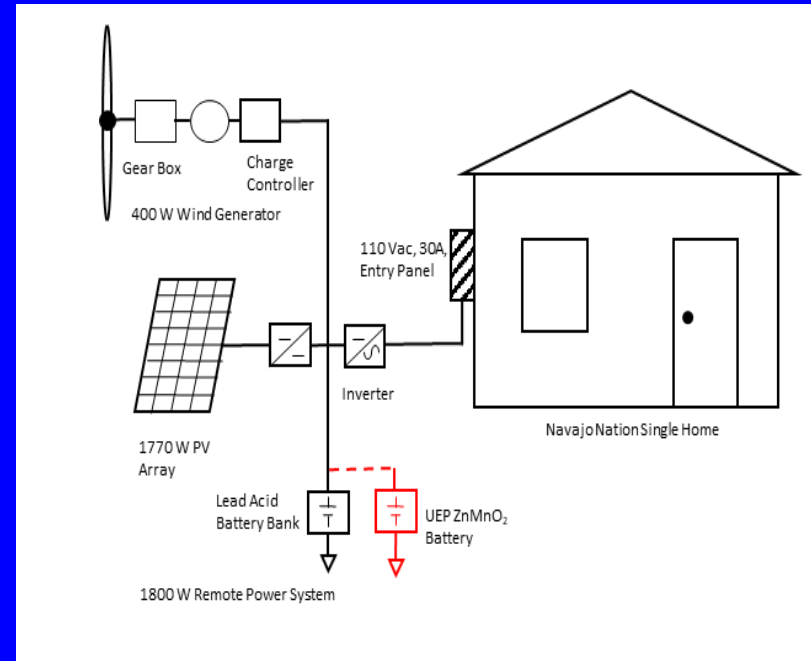 Gear Box
Charge
Controller
400 W Wind Generator
110 Vac, 30A,
Entry Panel
Inverter
Navajo Nation Single Home
1770 W PV
Array
Lead Acid
Battery Bank
UEP ZnMnO₂
Battery
1800 W Remote Power System